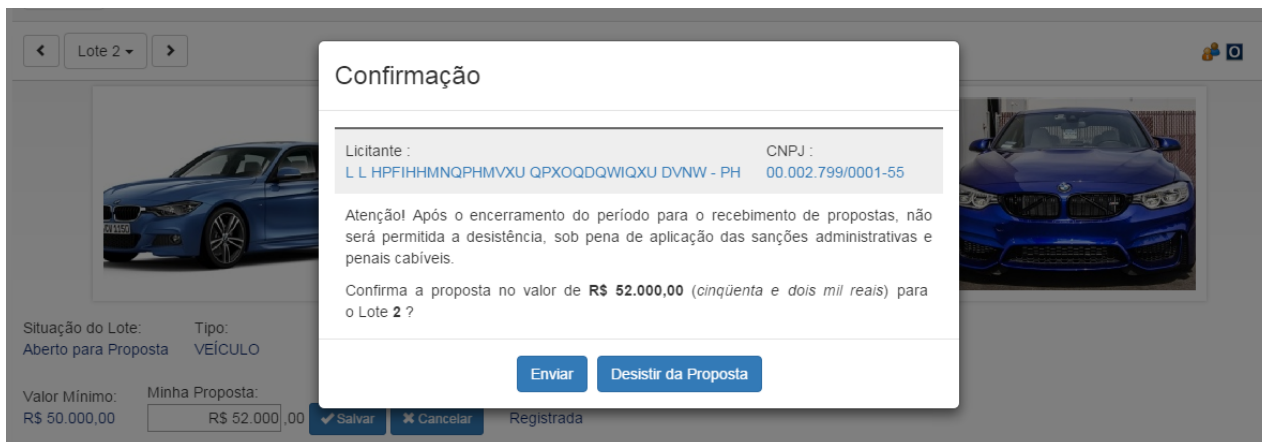 Lote 2
Confirmação
Licitante :
CNPJ :
L L HPFIHHMNQPHMVXU QPXOQDQWIQXU DVNW - PH
00.002.799/0001-55
Atenção! Após o encerramento do período para o recebimento de propostas, não
será permitida a desistência, sob pena de aplicação das sanções administrativas e
penais cabíveis.
Confirma a proposta no valor de R$ 52.000,00 (cinqüenta e dois mil reais) para
o Lote 2 ?
Enviar
Desistir da Proposta
Situação do Lote:
Tipo:
Aberto para Proposta
VEÍCULO
Valor Mínimo:
Minha Proposta:
R$ 50.000,00
R$ 52.000 ,00
Salvar
Cancelar
Registrada